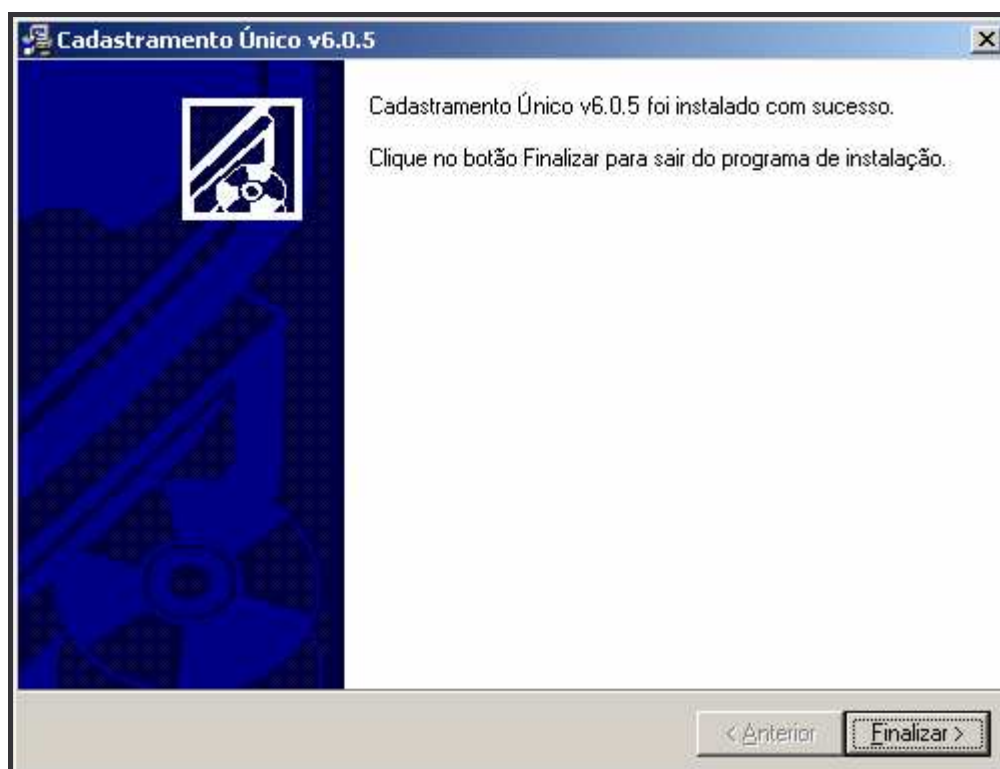 Cadastramento Único v6.0.5
Cadastramento Único v6.0.5 foi instalado com sucesso.
Clique no botão Finalizar para sair do programa de instalação.
< Anterior
Finalizar >